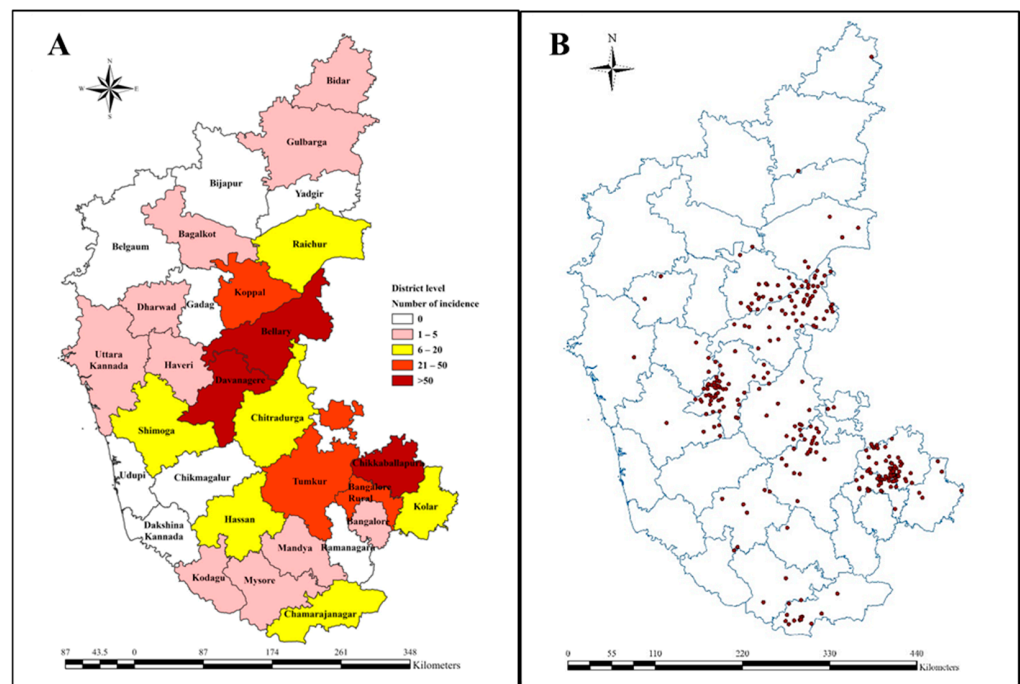 A
N
W
E
S
Bidar
Gulbarga
Bijapur
Yadgir
Bagalkot
Belgaum
Raichur
Koppal
Gadag
Dharwad
Bellary
Uttara
Kannada
Haveri
Davanagere
Chitradurga
Shimoga
Chikkaballapura
Udupi
Chikmagalur
Tumkur
Bangalore
Rural
Kolar
Hassan
Bangalore
Dakshina
Kannada
Mandya
Ramanagara
Kodagu
Mysore
Chamarajanagar
District level
Number of incidence
0
1 – 5
6 – 20
21 – 50
>50
87 43.5 0 87 174 261 348
Kilometers
B
N
0 55 110 220 330 440
Kilometers